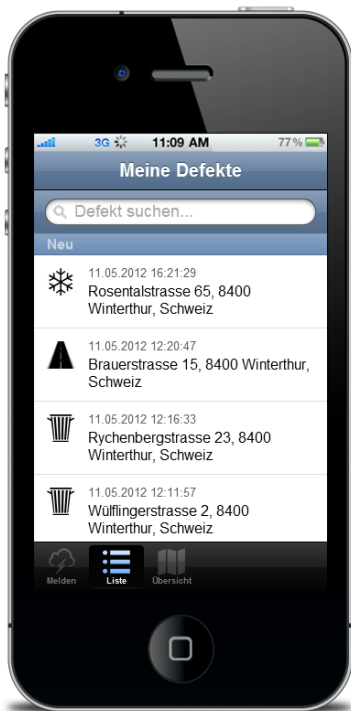 3G 11:09 AM 77%
Meine Defekte
Defekt suchen...
Neu
11.05.2012 16:21:29
Rosentalstrasse 65, 8400
Winterthur, Schweiz
11.05.2012 12:20:47
Brauerstrasse 15, 8400 Winterthur,
Schweiz
11.05.2012 12:16:33
Rychenbergstrasse 23, 8400
Winterthur, Schweiz
11.05.2012 12:11:57
Wülflingerstrasse 2, 8400
Winterthur, Schweiz
Melden Liste Übersicht